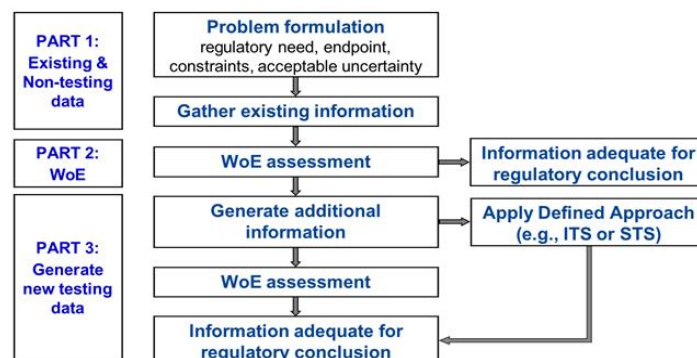 PART 1:
Existing &
Non-testing
data
Problem formulation
regulatory need, endpoint,
constraints, acceptable uncertainty
Gather existing information
PART 2:
WoE
WoE assessment
Information adequate for
regulatory conclusion
PART 3:
Generate
new testing
data
Generate additional
information
Apply Defined Approach
(e.g., ITS or STS)
WoE assessment
Information adequate for
regulatory conclusion